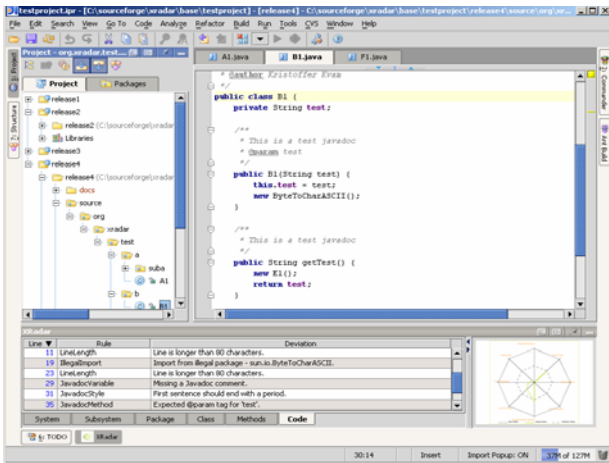 testproject.ipr - [C:\sourceforge\xradar\base\testproject] - [release4] - C:\sourceforge\xradar\base\testproject\release4\source\org\xr...
File Edit Search View Go To Code Analyze Refactor Build Run Tools CVS Window Help
Project - org.xradar.test...
A1.java B1.java F1.java
Project Packages
1: Project
7: Structure
2: Commander
Ant Build
release1
release2
release2 (C:\sourceforge\xradar
Libraries
release3
release4
release4 (C:\sourceforge\xradar
docs
source
org
xradar
test
a
suba
A1
b
B1
* @author Kristoffer Evam
*/
public class B1 {
private String test;
/**
* This is a test javadoc
* @param test
*/
public B1(String test) {
this.test = test;
new ByteToCharASCII();
}
/**
* This is a test javadoc
*/
public String getTest() {
new E1();
return test;
}
XRadar
Line Rule Deviation
11 LineLength Line is longer than 80 characters.
19 IllegalImport Import from illegal package - sun.io.ByteToCharASCII.
23 LineLength Line is longer than 80 characters.
29 JavadocVariable Missing a Javadoc comment.
31 JavadocStyle First sentence should end with a period.
35 JavadocMethod Expected @param tag for 'test'.
System Subsystem Package Class Methods Code
6: TODO XRadar
30:14 Insert Import Popup: ON 37M of 127M